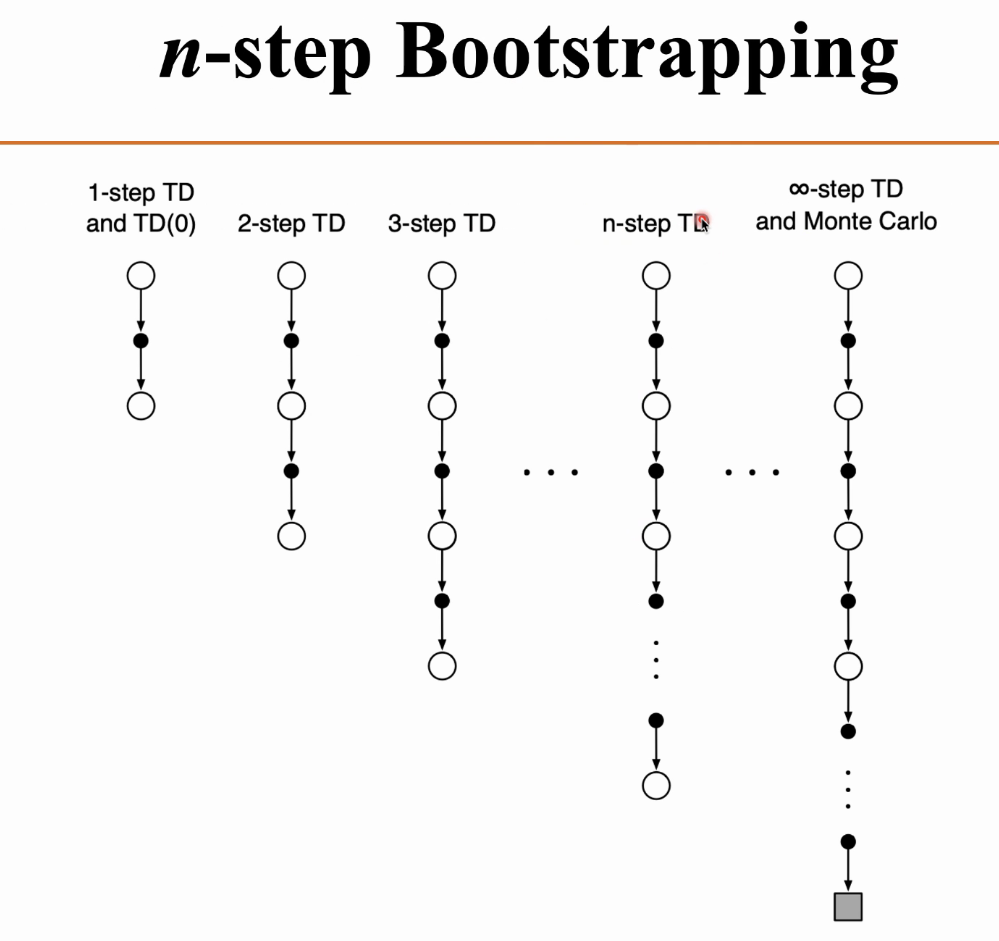 n-step Bootstrapping
1-step TD
and TD(0)
2-step TD
3-step TD
n-step TD
∞-step TD
and Monte Carlo